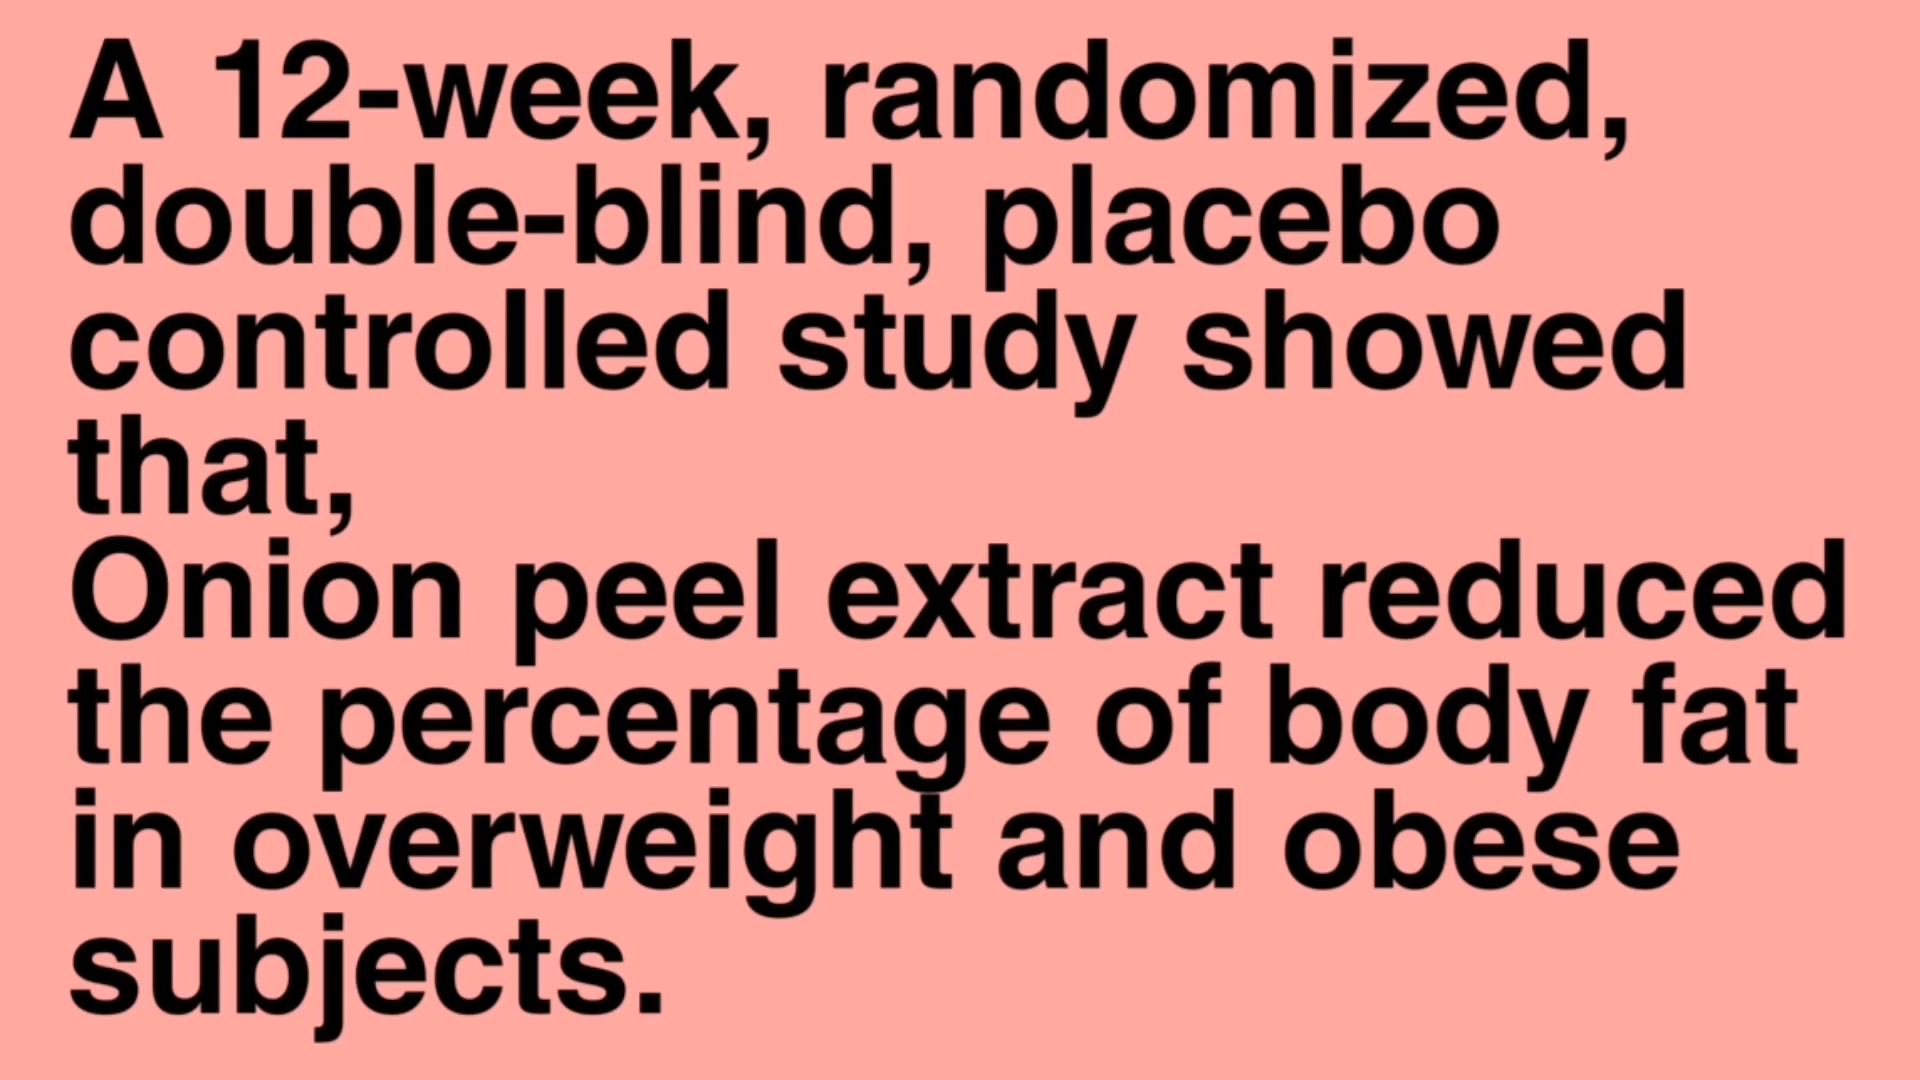 A 12-week, randomized,
double-blind, placebo
controlled study showed
that,
Onion peel extract reduced
the percentage of body fat
in overweight and obese
subjects.